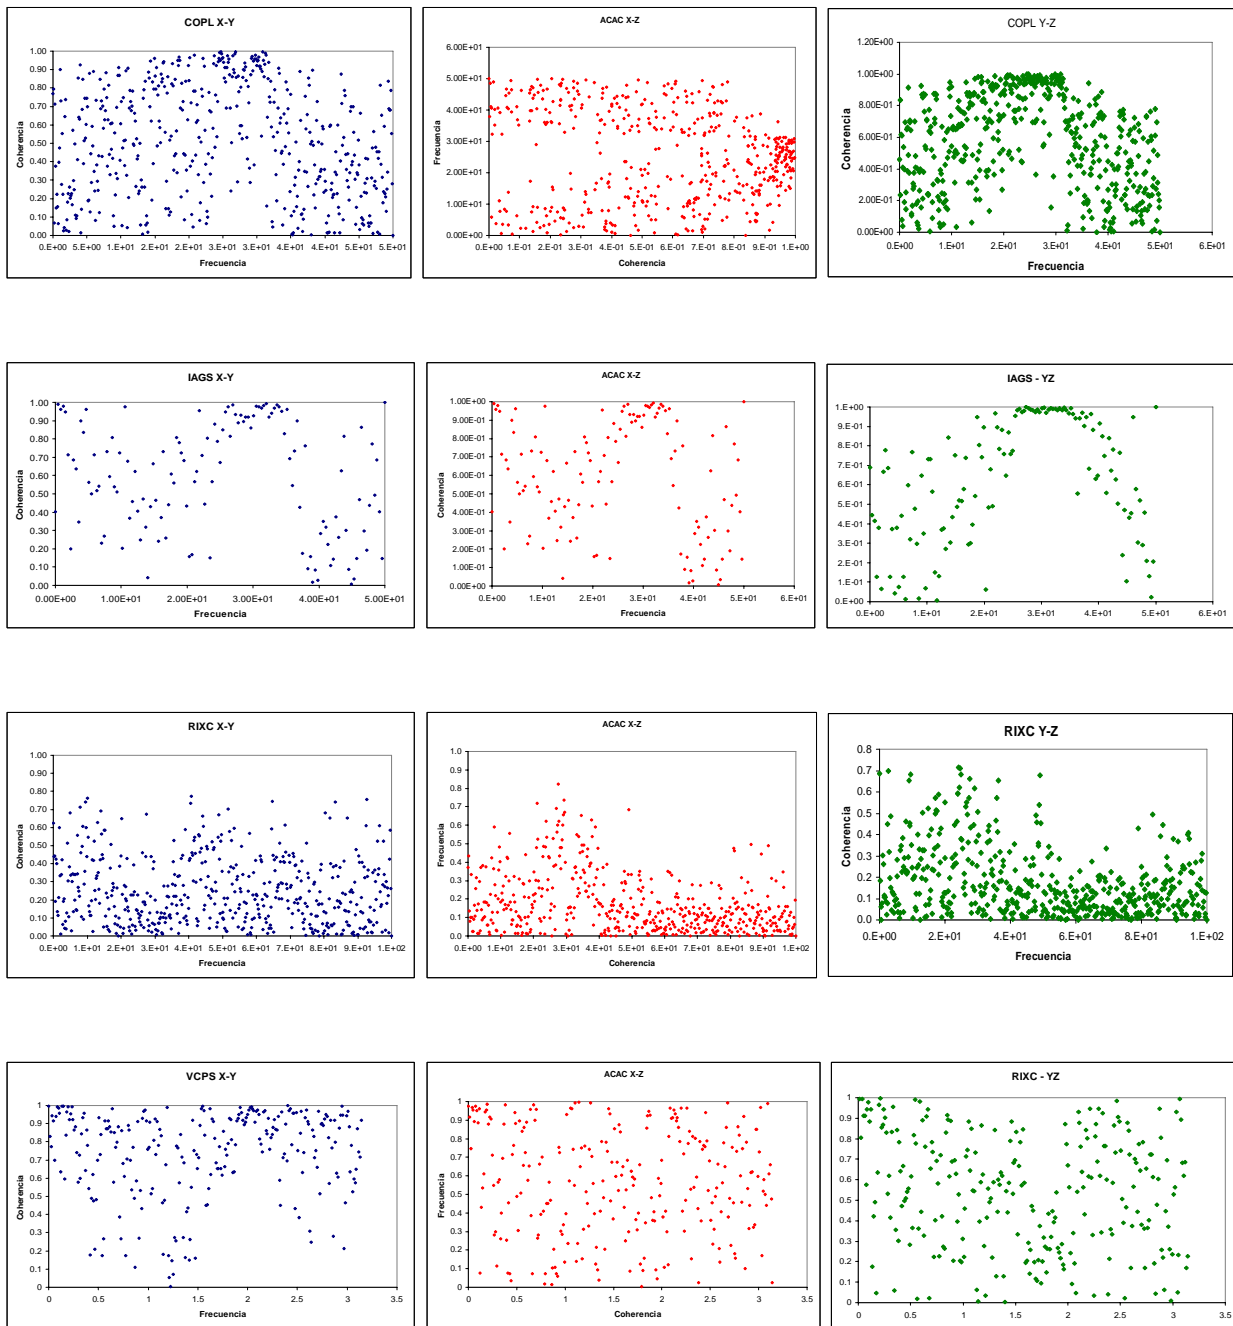 COPL X-Y
1.00
0.90
0.80
0.70
0.60
0.50
0.40
0.30
0.20
0.10
0.00
Coherencia
0.E+00 5.E+00 1.E+01 2.E+01 2.E+01 3.E+01 3.E+01 4.E+01 4.E+01 5.E+01 5.E+01
Frecuencia
ACAC X-Z
6.00E+01
5.00E+01
4.00E+01
3.00E+01
2.00E+01
1.00E+01
0.00E+00
Frecuencia
0.E+00 1.E-01 2.E-01 3.E-01 4.E-01 5.E-01 6.E-01 7.E-01 8.E-01 9.E-01 1.E+00
Coherencia
COPL Y-Z
1.20E+00
1.00E+00
8.00E-01
6.00E-01
4.00E-01
2.00E-01
0.00E+00
Coherencia
0.E+00 1.E+01 2.E+01 3.E+01 4.E+01 5.E+01 6.E+01
Frecuencia
IAGS X-Y
1.00
0.90
0.80
0.70
0.60
0.50
0.40
0.30
0.20
0.10
0.00
Coherencia
0.00E+00 1.00E+01 2.00E+01 3.00E+01 4.00E+01 5.00E+01
Frecuencia
ACAC X-Z
1.00E+00
9.00E-01
8.00E-01
7.00E-01
6.00E-01
5.00E-01
4.00E-01
3.00E-01
2.00E-01
1.00E-01
0.00E+00
Coherencia
0.E+00 1.E+01 2.E+01 3.E+01 4.E+01 5.E+01 6.E+01
Frecuencia
IAGS - YZ
1.E+00
9.E-01
8.E-01
7.E-01
6.E-01
5.E-01
4.E-01
3.E-01
2.E-01
1.E-01
0.E+00
Coherencia
0.E+00 1.E+01 2.E+01 3.E+01 4.E+01 5.E+01 6.E+01
RIXC X-Y
1.00
0.90
0.80
0.70
0.60
0.50
0.40
0.30
0.20
0.10
0.00
Coherencia
0.E+00 1.E+01 2.E+01 3.E+01 4.E+01 5.E+01 6.E+01 7.E+01 8.E+01 9.E+01 1.E+02
Frecuencia
ACAC X-Z
1.0
0.9
0.8
0.7
0.6
0.5
0.4
0.3
0.2
0.1
0.0
Frecuencia
0.E+00 1.E+01 2.E+01 3.E+01 4.E+01 5.E+01 6.E+01 7.E+01 8.E+01 9.E+01 1.E+02
Coherencia
RIXC Y-Z
0.8
0.7
0.6
0.5
0.4
0.3
0.2
0.1
0
Coherencia
0.E+00 2.E+01 4.E+01 6.E+01 8.E+01 1.E+02
Frecuencia
VCPS X-Y
1
0.9
0.8
0.7
0.6
0.5
0.4
0.3
0.2
0.1
0
Coherencia
0 0.5 1 1.5 2 2.5 3 3.5
Frecuencia
ACAC X-Z
1
0.9
0.8
0.7
0.6
0.5
0.4
0.3
0.2
0.1
0
Frecuencia
0 0.5 1 1.5 2 2.5 3 3.5
Coherencia
RIXC - YZ
1
0.9
0.8
0.7
0.6
0.5
0.4
0.3
0.2
0.1
0
0 0.5 1 1.5 2 2.5 3 3.5